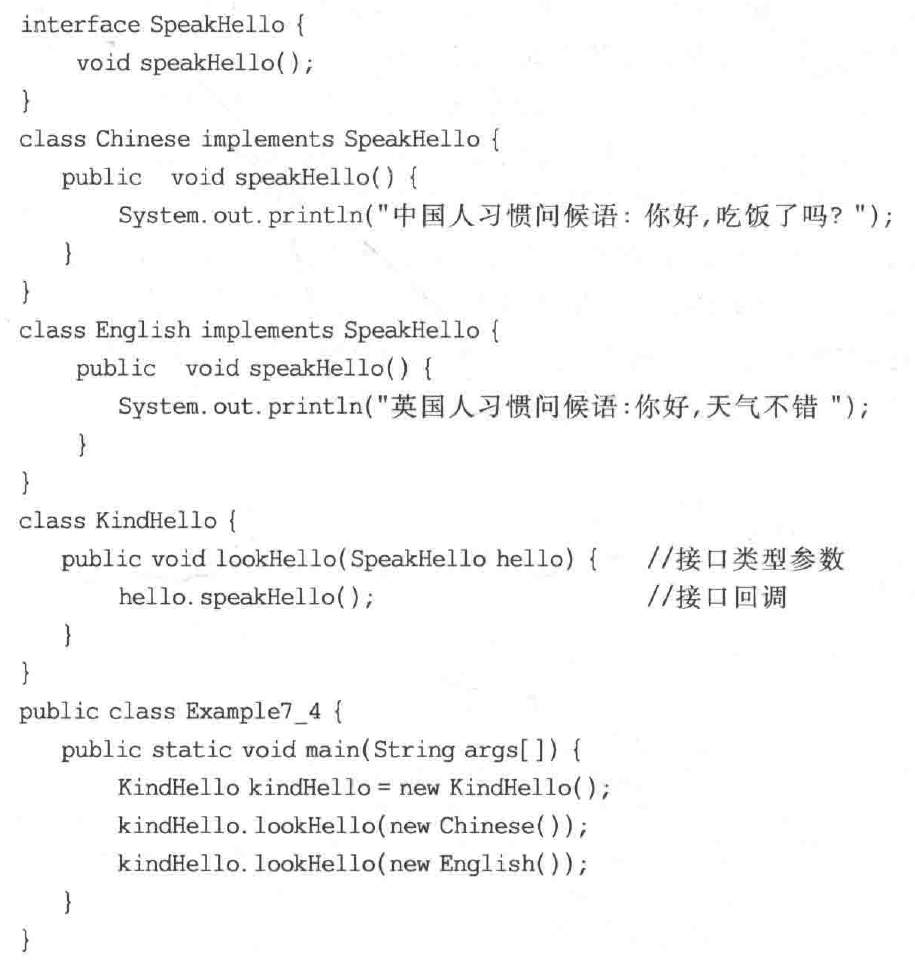 interface SpeakHello {
    void speakHello();
}
class Chinese implements SpeakHello {
   public  void speakHello() {
       System.out.println("中国人习惯问候语: 你好,吃饭了吗? ");
   }
}
class English implements SpeakHello {
    public  void speakHello() {
       System.out.println("英国人习惯问候语:你好,天气不错 ");
    }
}
class KindHello {
   public void lookHello(SpeakHello hello) {   //接口类型参数
       hello.speakHello();                     //接口回调
   }
}
public class Example7_4 {
   public static void main(String args[]) {
       KindHello kindHello = new KindHello();
       kindHello.lookHello(new Chinese());
       kindHello.lookHello(new English());
   }
}